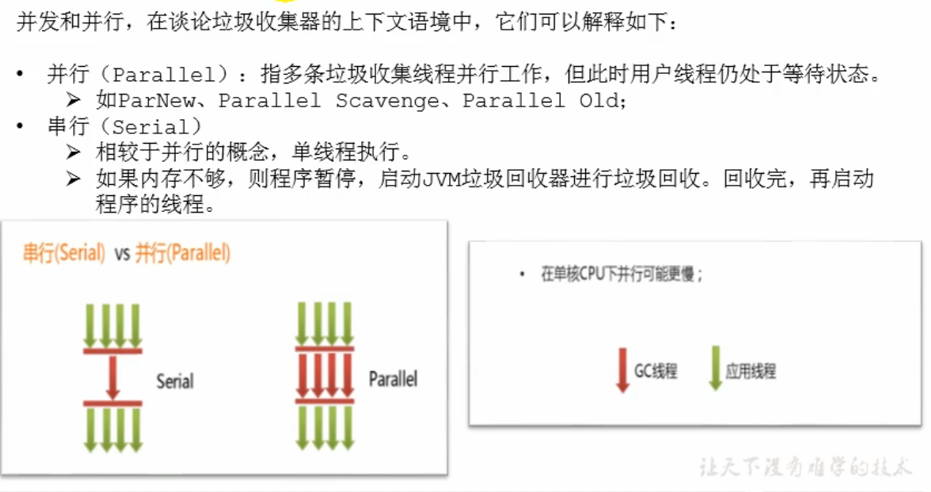 并发和并行，在谈论垃圾收集器的上下文语境中，它们可以解释如下：
• 并行（Parallel）：指多条垃圾收集线程并行工作，但此时用户线程仍处于等待状态。
➢ 如ParNew、Parallel Scavenge、Parallel Old；
• 串行（Serial）
➢ 相较于并行的概念，单线程执行。
➢ 如果内存不够，则程序暂停，启动JVM垃圾回收器进行垃圾回收。回收完，再启动
程序的线程。
串行(Serial) vs 并行(Parallel)
Serial
Parallel
• 在单核CPU下并行可能更慢；
GC线程
应用线程
让天下没有难学的技术